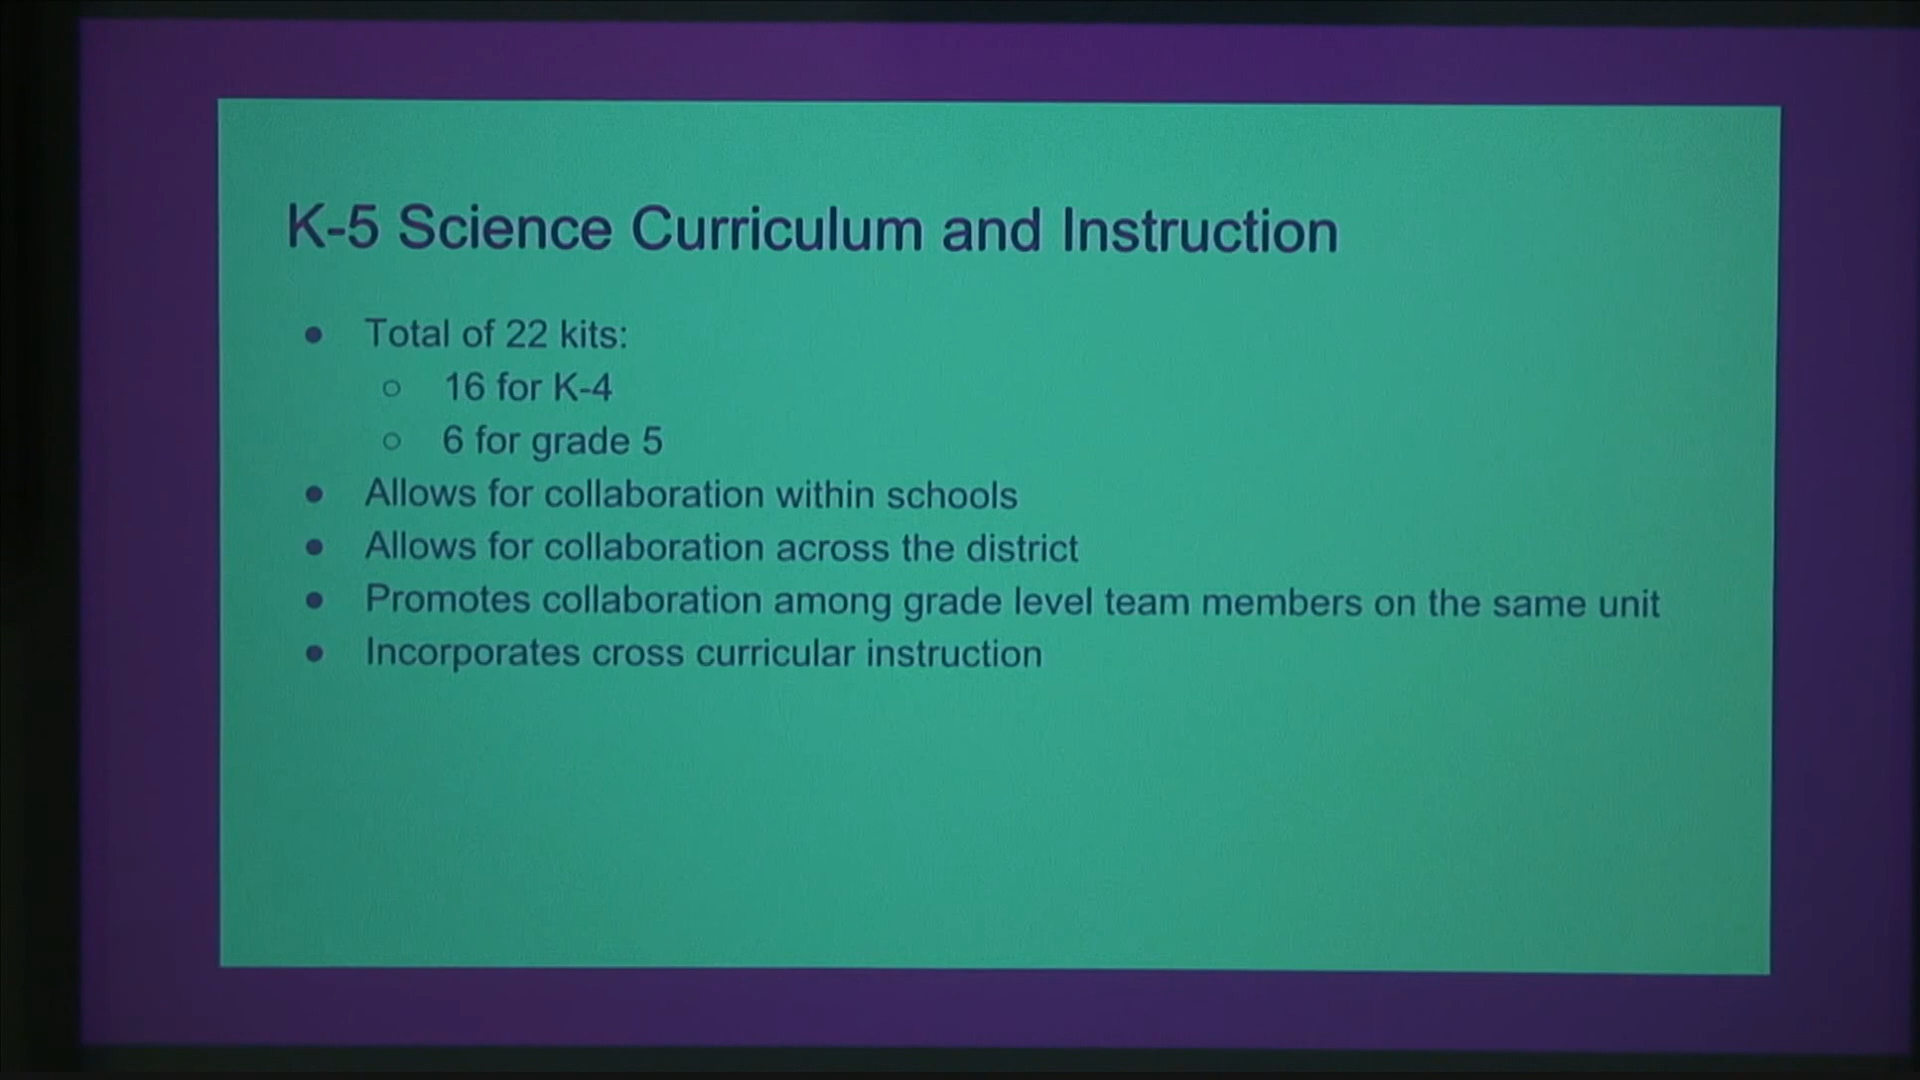 K-5 Science Curriculum and Instruction
● Total of 22 kits:
○ 16 for K-4
○ 6 for grade 5
● Allows for collaboration within schools
● Allows for collaboration across the district
● Promotes collaboration among grade level team members on the same unit
● Incorporates cross curricular instruction